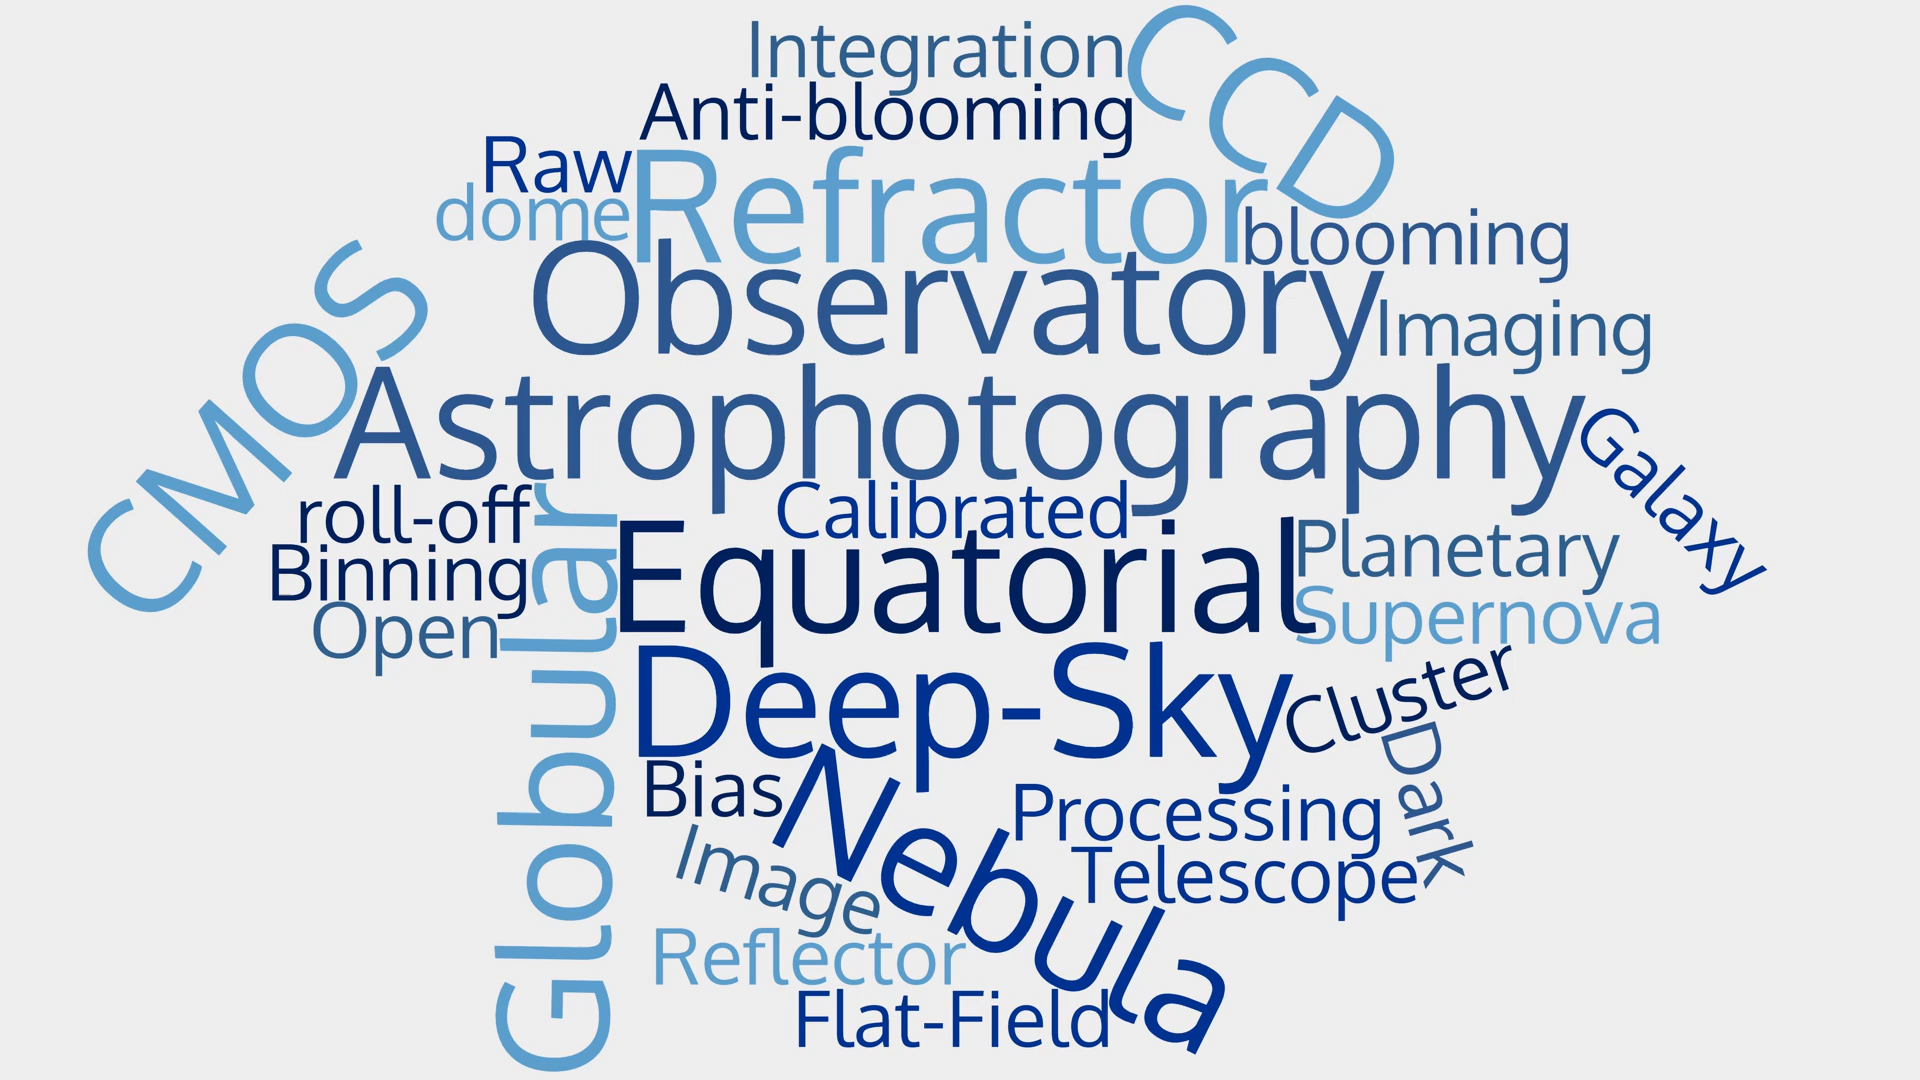 Integration
CCD
Anti-blooming
Raw
Refractor
dome
blooming
Observatory
Imaging
CMOS
Astrophotography
Galaxy
roll-off
Calibrated
Equatorial
Planetary
Binning
Supernova
Open
Globular
Deep-Sky
Cluster
Dark
Bias
Nebula
Processing
Image
Telescope
Reflector
Flat-Field